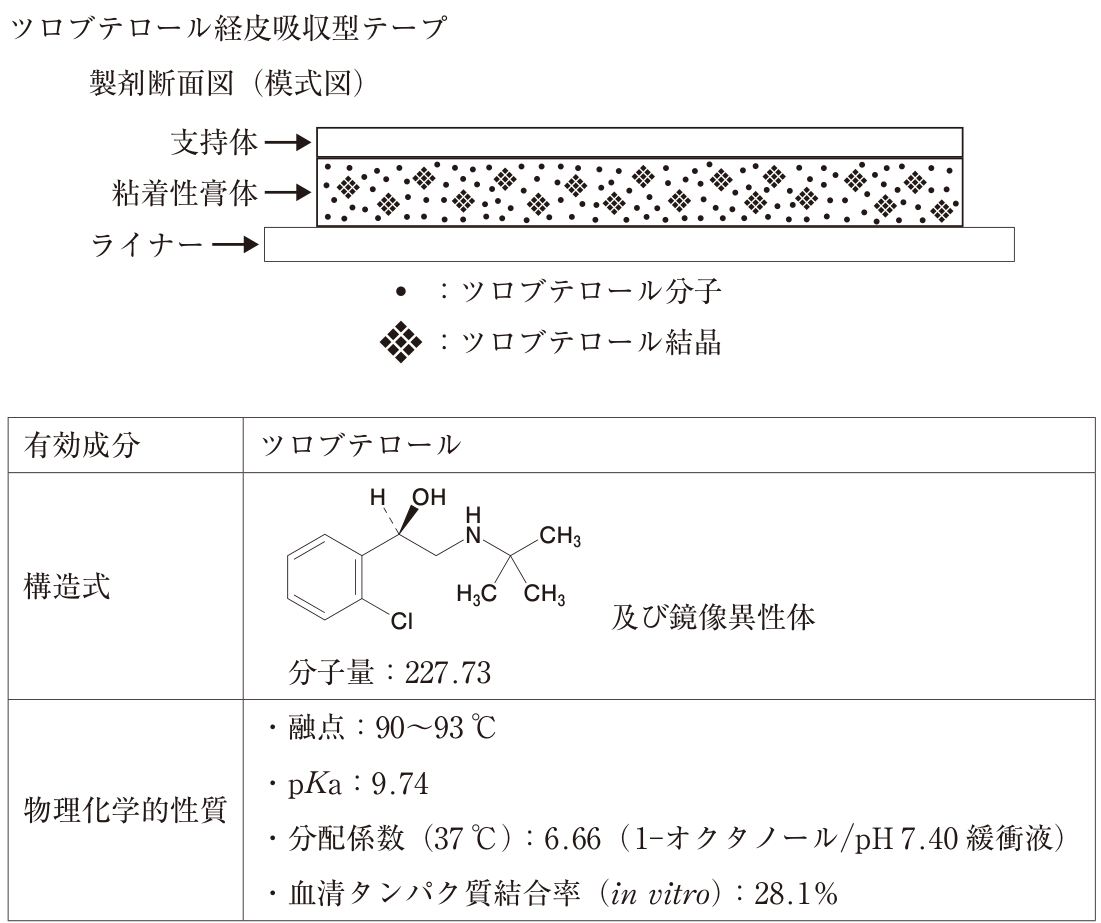 ツロブテロール経皮吸収型テープ
製剤断面図（模式図）
支持体
粘着性膏体
ライナー
：ツロブテロール分子
：ツロブテロール結晶
有効成分
ツロブテロール
構造式
H
OH
H
N
CH₃
H₃C
CH₃
Cl
及び鏡像異性体
分子量：227.73
物理化学的性質
・融点：90〜93 ℃
・pKa：9.74
・分配係数（37 ℃）：6.66（1-オクタノール/pH 7.40 緩衝液）
・血清タンパク質結合率（in vitro）：28.1%